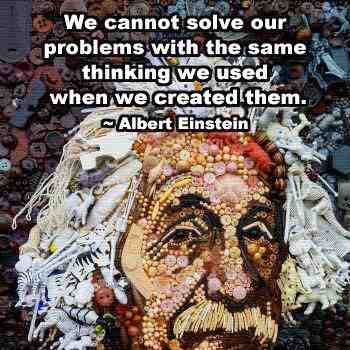 We cannot solve our
problems with the same
thinking we used
when we created them.
~ Albert Einstein